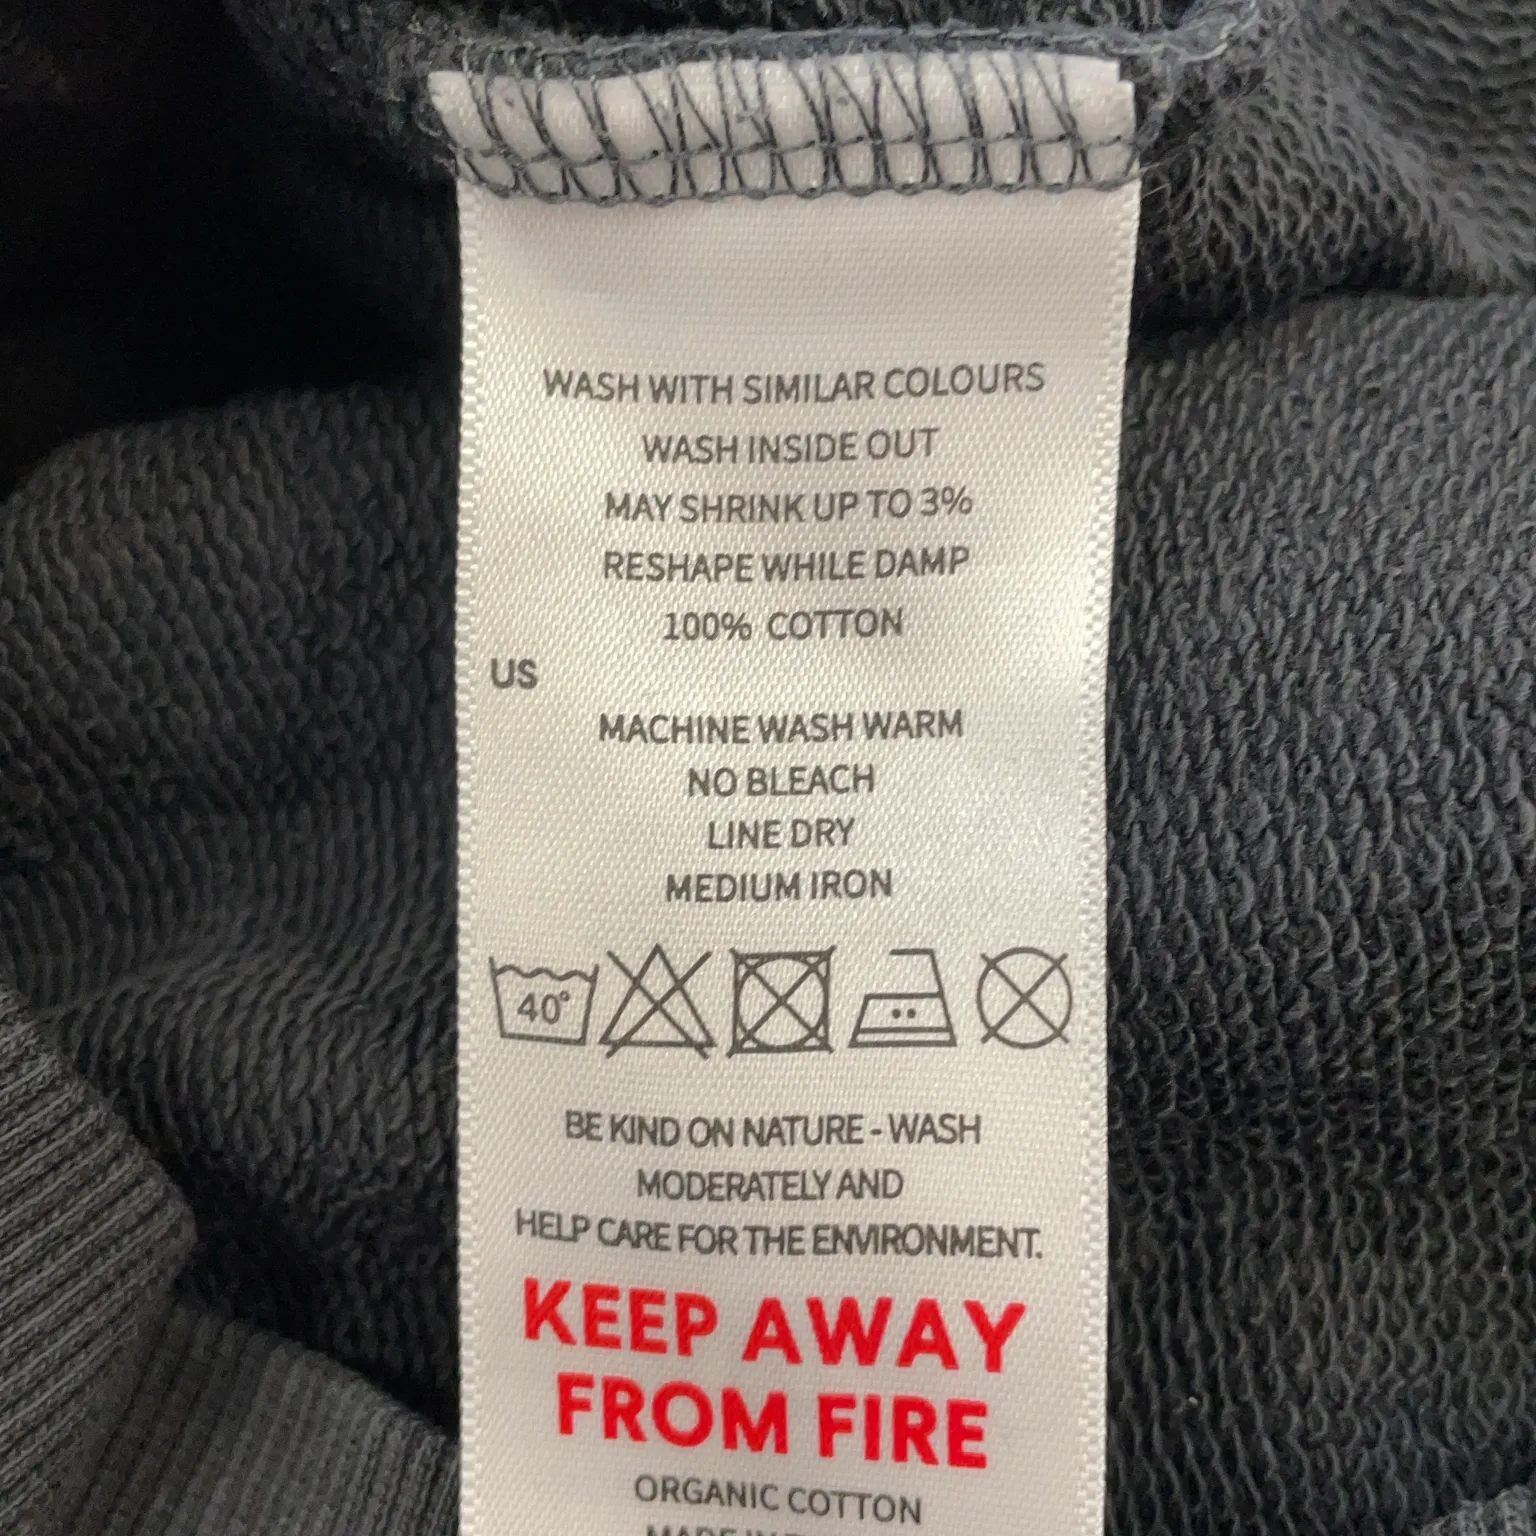 WASH WITH SIMILAR COLOURS
WASH INSIDE OUT
MAY SHRINK UP TO 3%
RESHAPE WHILE DAMP
100% COTTON
US
MACHINE WASH WARM
NO BLEACH
LINE DRY
MEDIUM IRON
40°
BE KIND ON NATURE - WASH
MODERATELY AND
HELP CARE FOR THE ENVIRONMENT.
KEEP AWAY
FROM FIRE
ORGANIC COTTON
MADE IN